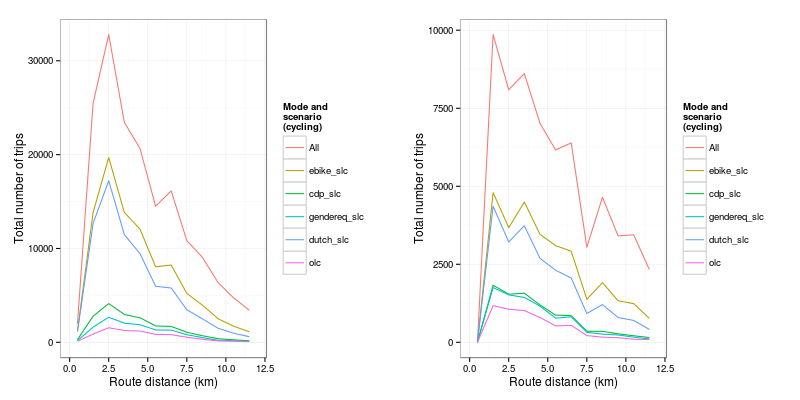 30000
20000
10000
0
Total number of trips
0.0 2.5 5.0 7.5 10.0 12.5
Route distance (km)
Mode and
scenario
(cycling)
All
ebike_slc
cdp_slc
gendereq_slc
dutch_slc
olc
10000
7500
5000
2500
0
Total number of trips
0.0 2.5 5.0 7.5 10.0 12.5
Route distance (km)
Mode and
scenario
(cycling)
All
ebike_slc
cdp_slc
gendereq_slc
dutch_slc
olc